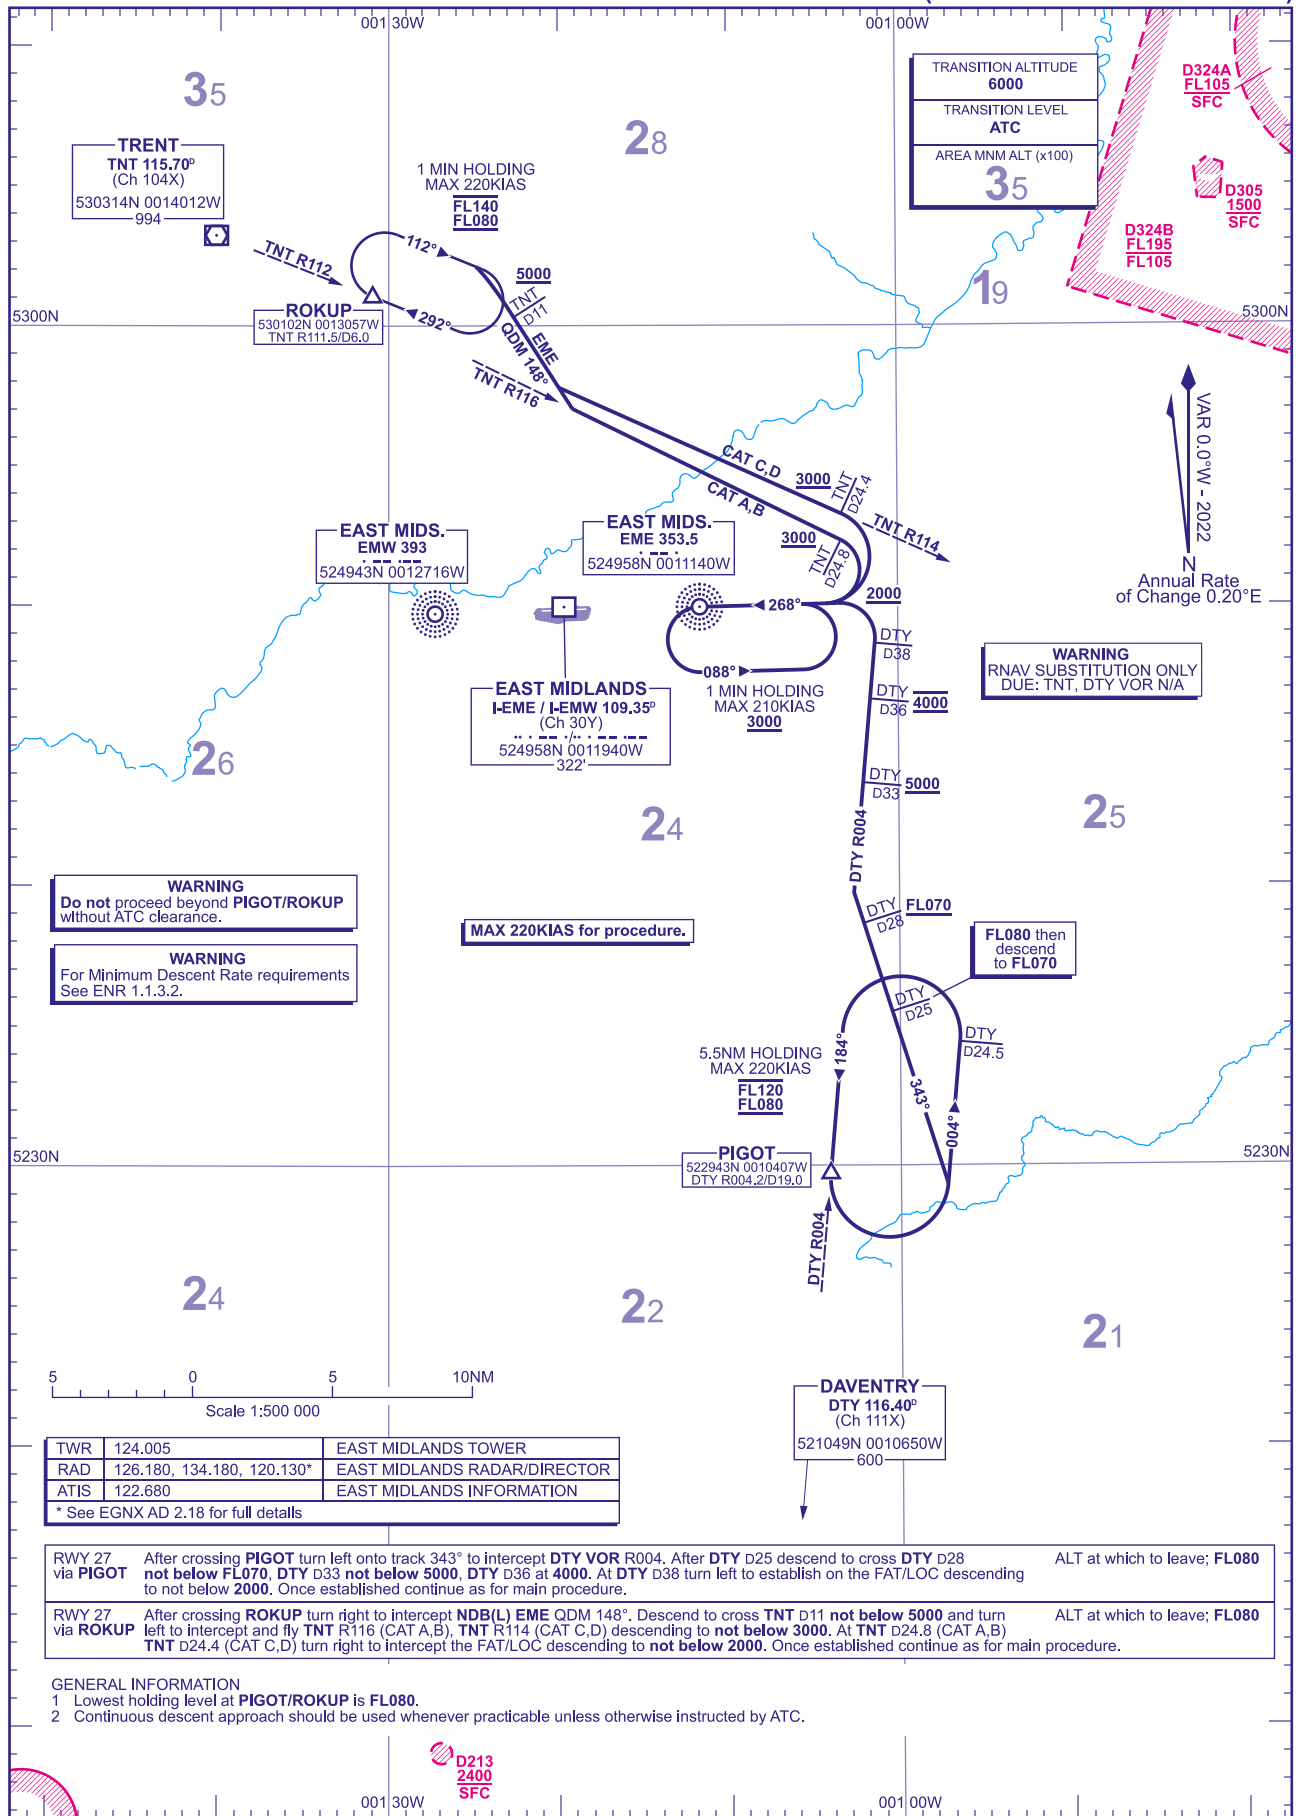 001'30W
001'00W
35
28
TRANSITION ALTITUDE
6000
TRANSITION LEVEL
ATC
AREA MNM ALT (x100)
35
D324A
FL105
SFC
D305
1500
SFC
D324B
FL195
FL105
TRENT
TNT 115.70ᴰ
(Ch 104X)
530314N 0014012W
994
1 MIN HOLDING
MAX 220KIAS
FL140
FL080
TNT R112
112°
292°
ROKUP
530102N 0013057W
TNT R111.5/D6.0
5000
TNT
D11
EME
QDM 148°
TNT R116
19
5300N
5300N
VAR 0.0°W - 2022
N
Annual Rate
of Change 0.20°E
CAT C,D
CAT A,B
3000
TNT
D24.4
TNT R114
3000
TNT
D24.8
EAST MIDS.
EMW 393
· ▬ ▬ · ▬ ▬
524943N 0012716W
EAST MIDS.
EME 353.5
· ▬ ▬ ·
524958N 0011140W
2000
268°
088°
1 MIN HOLDING
MAX 210KIAS
3000
EAST MIDLANDS
I-EME / I-EMW 109.35ᴰ
(Ch 30Y)
·· · ▬ ▬ · /·· · ▬ ▬ · ▬ ▬
524958N 0011940W
322'
DTY
D38
DTY
D36
4000
DTY
D33
5000
WARNING
RNAV SUBSTITUTION ONLY
DUE: TNT, DTY VOR N/A
26
24
25
WARNING
Do not proceed beyond PIGOT/ROKUP
without ATC clearance.
WARNING
For Minimum Descent Rate requirements
See ENR 1.1.3.2.
MAX 220KIAS for procedure.
DTY R004
DTY
D28
FL070
FL080 then
descend
to FL070
DTY
D25
DTY
D24.5
184°
343°
004°
5.5NM HOLDING
MAX 220KIAS
FL120
FL080
PIGOT
522943N 0010407W
DTY R004.2/D19.0
DTY R004
5230N
5230N
24
22
21
5 0 5 10NM
Scale 1:500 000
DAVENTRY
DTY 116.40ᴰ
(Ch 111X)
521049N 0010650W
600
TWR 124.005 EAST MIDLANDS TOWER
RAD 126.180, 134.180, 120.130* EAST MIDLANDS RADAR/DIRECTOR
ATIS 122.680 EAST MIDLANDS INFORMATION
* See EGNX AD 2.18 for full details
RWY 27 After crossing PIGOT turn left onto track 343° to intercept DTY VOR R004. After DTY D25 descend to cross DTY D28 ALT at which to leave; FL080
via PIGOT not below FL070, DTY D33 not below 5000, DTY D36 at 4000. At DTY D38 turn left to establish on the FAT/LOC descending
to not below 2000. Once established continue as for main procedure.
RWY 27 After crossing ROKUP turn right to intercept NDB(L) EME QDM 148°. Descend to cross TNT D11 not below 5000 and turn ALT at which to leave; FL080
via ROKUP left to intercept and fly TNT R116 (CAT A,B), TNT R114 (CAT C,D) descending to not below 3000. At TNT D24.8 (CAT A,B)
TNT D24.4 (CAT C,D) turn right to intercept the FAT/LOC descending to not below 2000. Once established continue as for main procedure.
GENERAL INFORMATION
1 Lowest holding level at PIGOT/ROKUP is FL080.
2 Continuous descent approach should be used whenever practicable unless otherwise instructed by ATC.
D213
2400
SFC
001'30W
001'00W